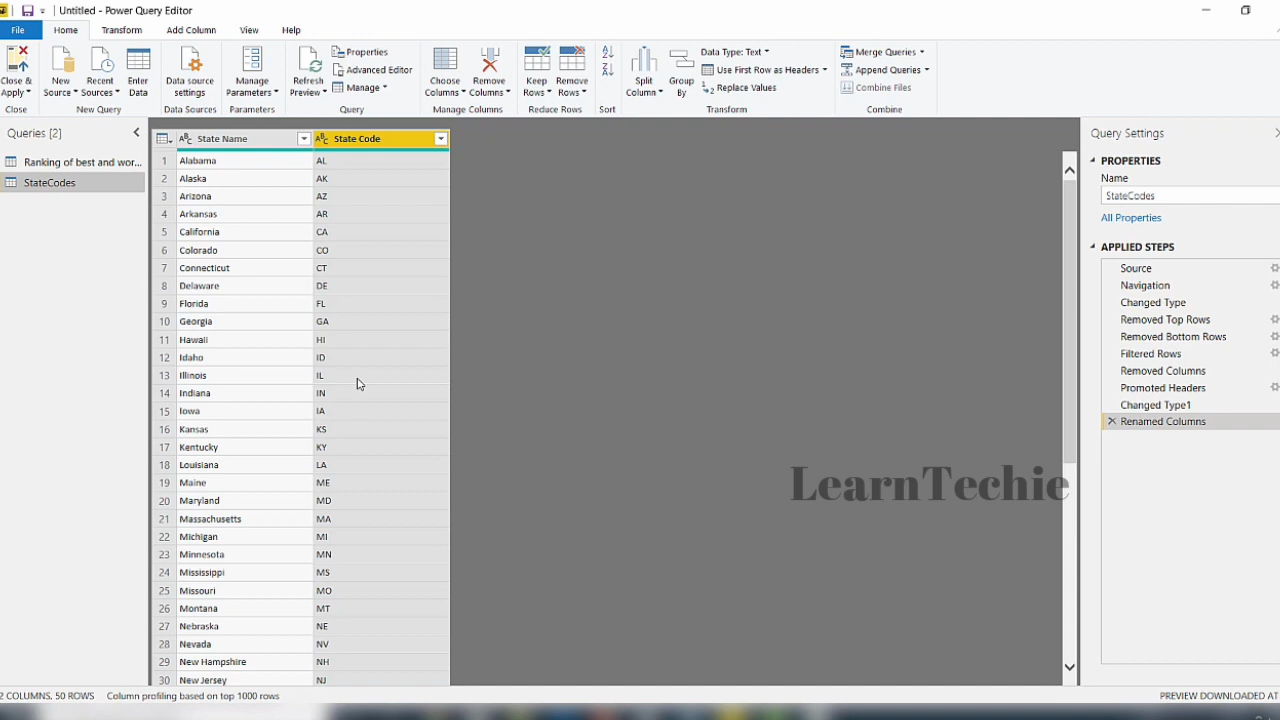 Untitled - Power Query Editor
File Home Transform Add Column View Help
Close & Apply
New Source
Recent Sources
Enter Data
Data source settings
Manage Parameters
Refresh Preview
Properties
Advanced Editor
Manage
Choose Columns
Remove Columns
Keep Rows
Remove Rows
Split Column
Group By
Data Type: Text
Use First Row as Headers
Replace Values
Merge Queries
Append Queries
Combine Files
Close New Query Data Sources Parameters Query Manage Columns Reduce Rows Sort Transform Combine
Queries [2]
Ranking of best and wor...
StateCodes
State Name State Code
1 Alabama AL
2 Alaska AK
3 Arizona AZ
4 Arkansas AR
5 California CA
6 Colorado CO
7 Connecticut CT
8 Delaware DE
9 Florida FL
10 Georgia GA
11 Hawaii HI
12 Idaho ID
13 Illinois IL
14 Indiana IN
15 Iowa IA
16 Kansas KS
17 Kentucky KY
18 Louisiana LA
19 Maine ME
20 Maryland MD
21 Massachusetts MA
22 Michigan MI
23 Minnesota MN
24 Mississippi MS
25 Missouri MO
26 Montana MT
27 Nebraska NE
28 Nevada NV
29 New Hampshire NH
30 New Jersey NJ
LearnTechie
Query Settings
PROPERTIES
Name
StateCodes
All Properties
APPLIED STEPS
Source
Navigation
Changed Type
Removed Top Rows
Removed Bottom Rows
Filtered Rows
Removed Columns
Promoted Headers
Changed Type1
Renamed Columns
2 COLUMNS, 50 ROWS Column profiling based on top 1000 rows PREVIEW DOWNLOADED AT